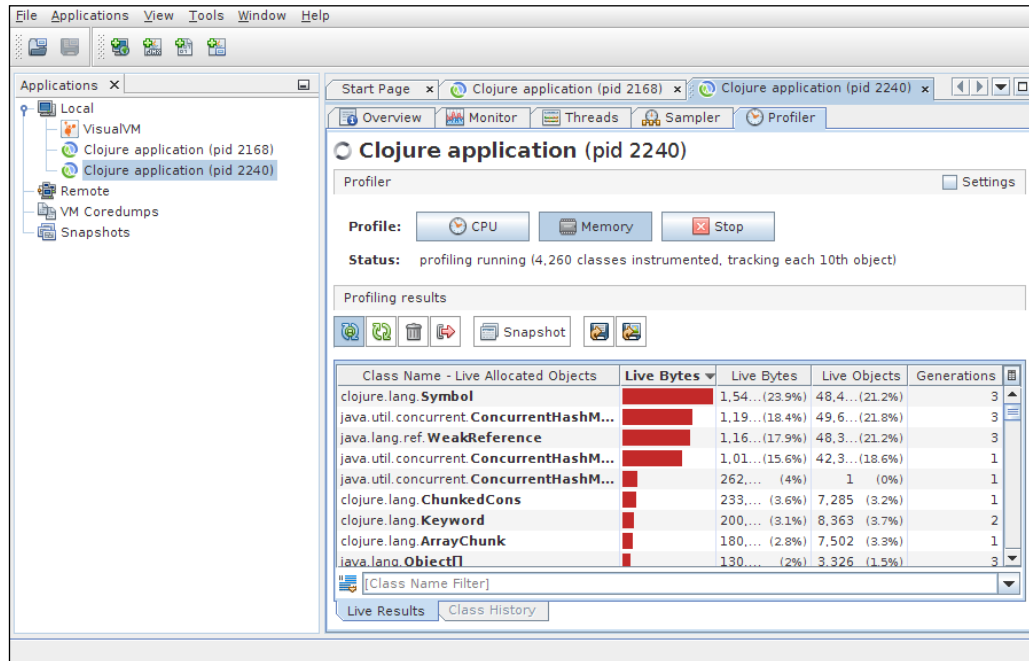 File Applications View Tools Window Help
Applications X
Local
VisualVM
Clojure application (pid 2168)
Clojure application (pid 2240)
Remote
VM Coredumps
Snapshots
Start Page x Clojure application (pid 2168) x Clojure application (pid 2240) x
Overview Monitor Threads Sampler Profiler
Clojure application (pid 2240)
Profiler Settings
Profile: CPU Memory Stop
Status: profiling running (4,260 classes instrumented, tracking each 10th object)
Profiling results
Snapshot
Class Name - Live Allocated Objects Live Bytes Live Bytes Live Objects Generations
clojure.lang.Symbol 1,54...(23.9%) 48,4...(21.2%) 3
java.util.concurrent.ConcurrentHashM... 1,19...(18.4%) 49,6...(21.8%) 3
java.lang.ref.WeakReference 1,16...(17.9%) 48,3...(21.2%) 3
java.util.concurrent.ConcurrentHashM... 1,01...(15.6%) 42,3...(18.6%) 1
java.util.concurrent.ConcurrentHashM... 262,... (4%) 1 (0%) 1
clojure.lang.ChunkedCons 233,... (3.6%) 7,285 (3.2%) 1
clojure.lang.Keyword 200,... (3.1%) 8,363 (3.7%) 2
clojure.lang.ArrayChunk 180,... (2.8%) 7,502 (3.3%) 1
java.lang.Object[] 130,... (2%) 3,326 (1.5%) 3
[Class Name Filter]
Live Results Class History